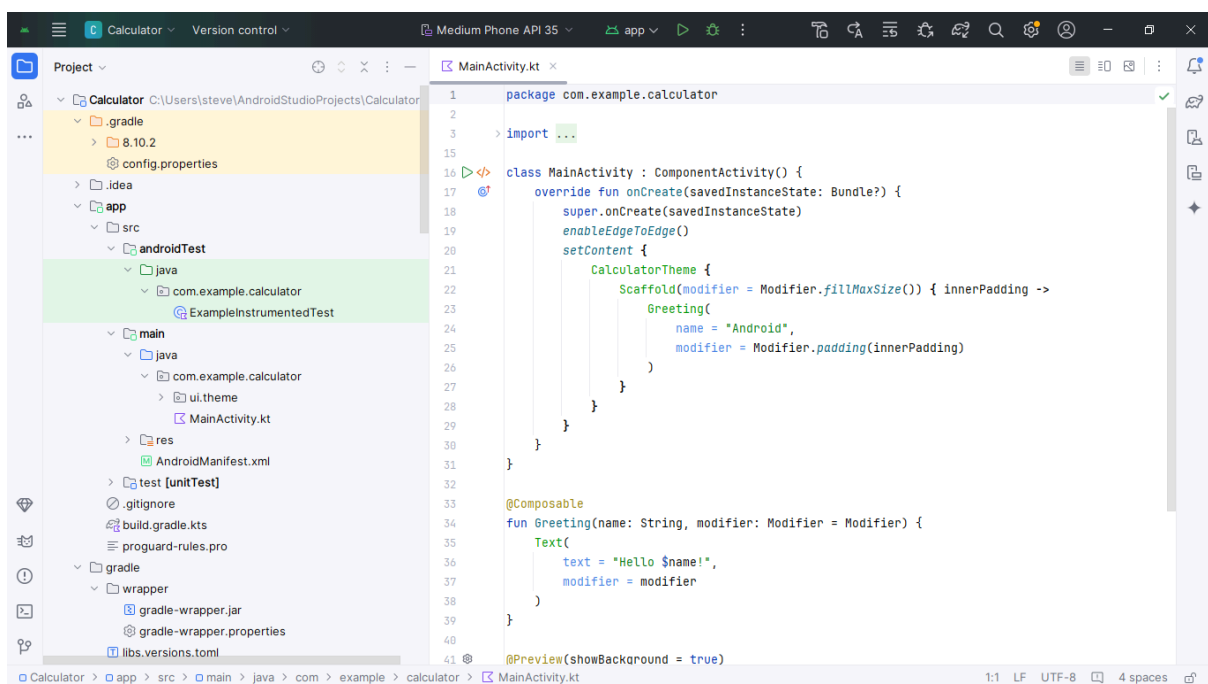 C Calculator Version control Medium Phone API 35 app
Project
MainActivity.kt
Calculator C:\Users\steve\AndroidStudioProjects\Calculator
.gradle
8.10.2
config.properties
.idea
app
src
androidTest
java
com.example.calculator
ExampleInstrumentedTest
main
java
com.example.calculator
ui.theme
MainActivity.kt
res
M AndroidManifest.xml
test [unitTest]
.gitignore
build.gradle.kts
proguard-rules.pro
gradle
wrapper
gradle-wrapper.jar
gradle-wrapper.properties
T libs.versions.toml
1 package com.example.calculator
2
3 import ...
15
16 class MainActivity : ComponentActivity() {
17 override fun onCreate(savedInstanceState: Bundle?) {
18 super.onCreate(savedInstanceState)
19 enableEdgeToEdge()
20 setContent {
21 CalculatorTheme {
22 Scaffold(modifier = Modifier.fillMaxSize()) { innerPadding ->
23 Greeting(
24 name = "Android",
25 modifier = Modifier.padding(innerPadding)
26 )
27 }
28 }
29 }
30 }
31 }
32
33 @Composable
34 fun Greeting(name: String, modifier: Modifier = Modifier) {
35 Text(
36 text = "Hello $name!",
37 modifier = modifier
38 )
39 }
40
41 @Preview(showBackground = true)
Calculator > app > src > main > java > com > example > calculator > MainActivity.kt 1:1 LF UTF-8 4 spaces